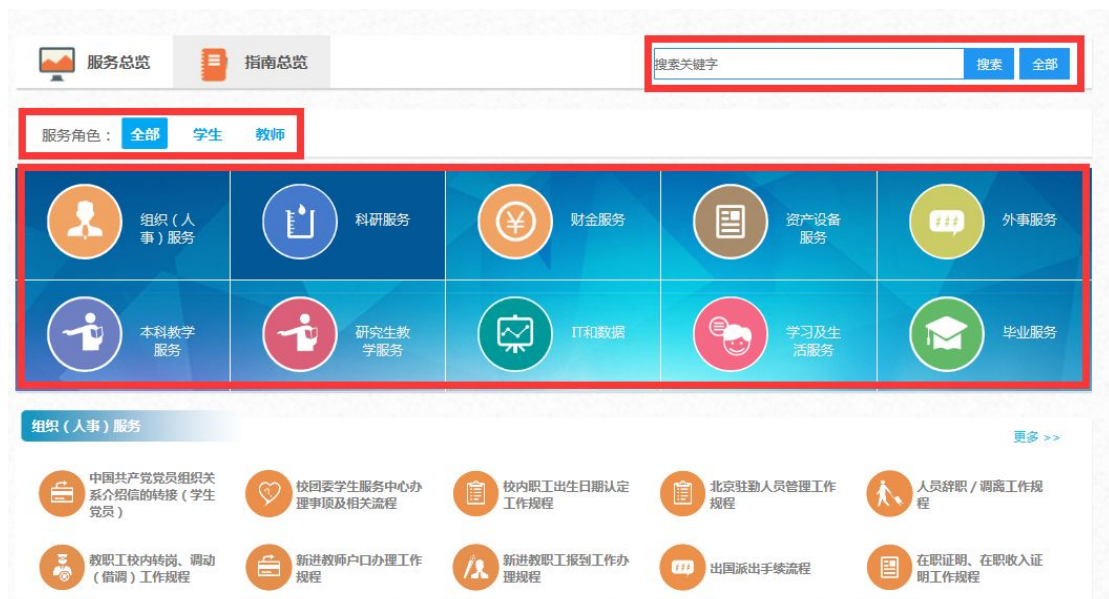 服务总览 指南总览 搜素关键字 搜素 全部
服务角色： 全部 学生 教师
组织（人
事）服务
科研服务
财金服务
资产设备
服务
外事服务
本科教学
服务
研究生教
学服务
IT和数据
学习及生
活服务
毕业服务
组织（人事）服务
更多 >>
中国共产党党员组织关
系介绍信的转接（学生
党员）
校团委学生服务中心办
理事项及相关流程
校内职工出生日期认定
工作规程
北京驻勤人员管理工作
规程
人员辞职 / 调离工作规
程
教职工校内转岗、调动
（借调）工作规程
新进教师户口办理工作
规程
新进教职工报到工作办
理规程
出国派出手续流程
在职证明、在职收入证
明工作规程